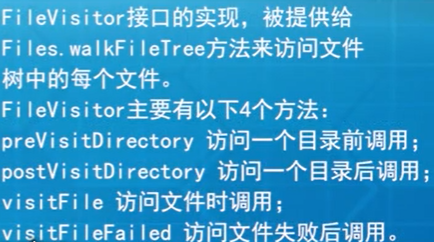 FileVisitor接口的实现，被提供给
Files.walkFileTree方法来访问文件
树中的每个文件。
FileVisitor主要有以下4个方法：
preVisitDirectory 访问一个目录前调用；
postVisitDirectory 访问一个目录后调用；
visitFile 访问文件时调用；
visitFileFailed 访问文件失败后调用。